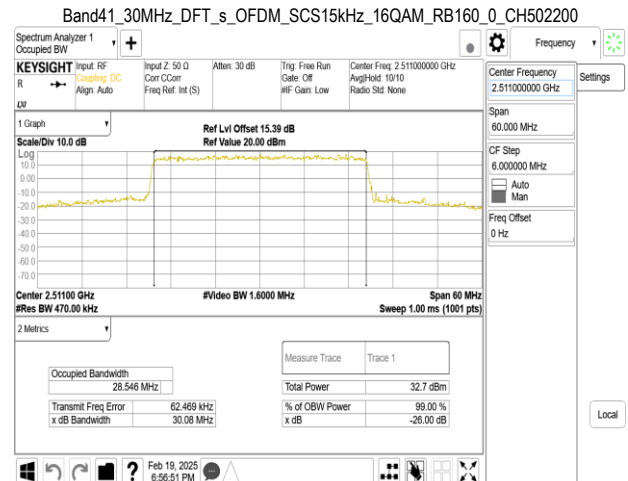 Band41_30MHz_DFT_s_OFDM_SCS15kHz_16QAM_RB160_0_CH502200
Spectrum Analyzer 1
Occupied BW
+
Frequency
KEYSIGHT
R
LXI
Input: RF
Coupling: DC
Align: Auto
Input Z: 50 Ω
Corr CCorr
Freq Ref: Int (S)
Atten: 30 dB
Trig: Free Run
Gate: Off
#IF Gain: Low
Center Freq: 2.511000000 GHz
Avg|Hold: 10/10
Radio Std: None
Center Frequency
2.511000000 GHz
Settings
Span
60.000 MHz
CF Step
6.000000 MHz
Auto
Man
Freq Offset
0 Hz
Local
1 Graph
Scale/Div 10.0 dB
Ref Lvl Offset 15.39 dB
Ref Value 20.00 dBm
Log
10.0
0.00
-10.0
-20.0
-30.0
-40.0
-50.0
-60.0
-70.0
Center 2.51100 GHz
#Video BW 1.6000 MHz
Span 60 MHz
#Res BW 470.00 kHz
Sweep 1.00 ms (1001 pts)
2 Metrics
Measure Trace
Trace 1
Occupied Bandwidth
28.546 MHz
Total Power
32.7 dBm
Transmit Freq Error
62.469 kHz
% of OBW Power
99.00 %
x dB Bandwidth
30.08 MHz
x dB
-26.00 dB
?
Feb 19, 2025
6:56:51 PM